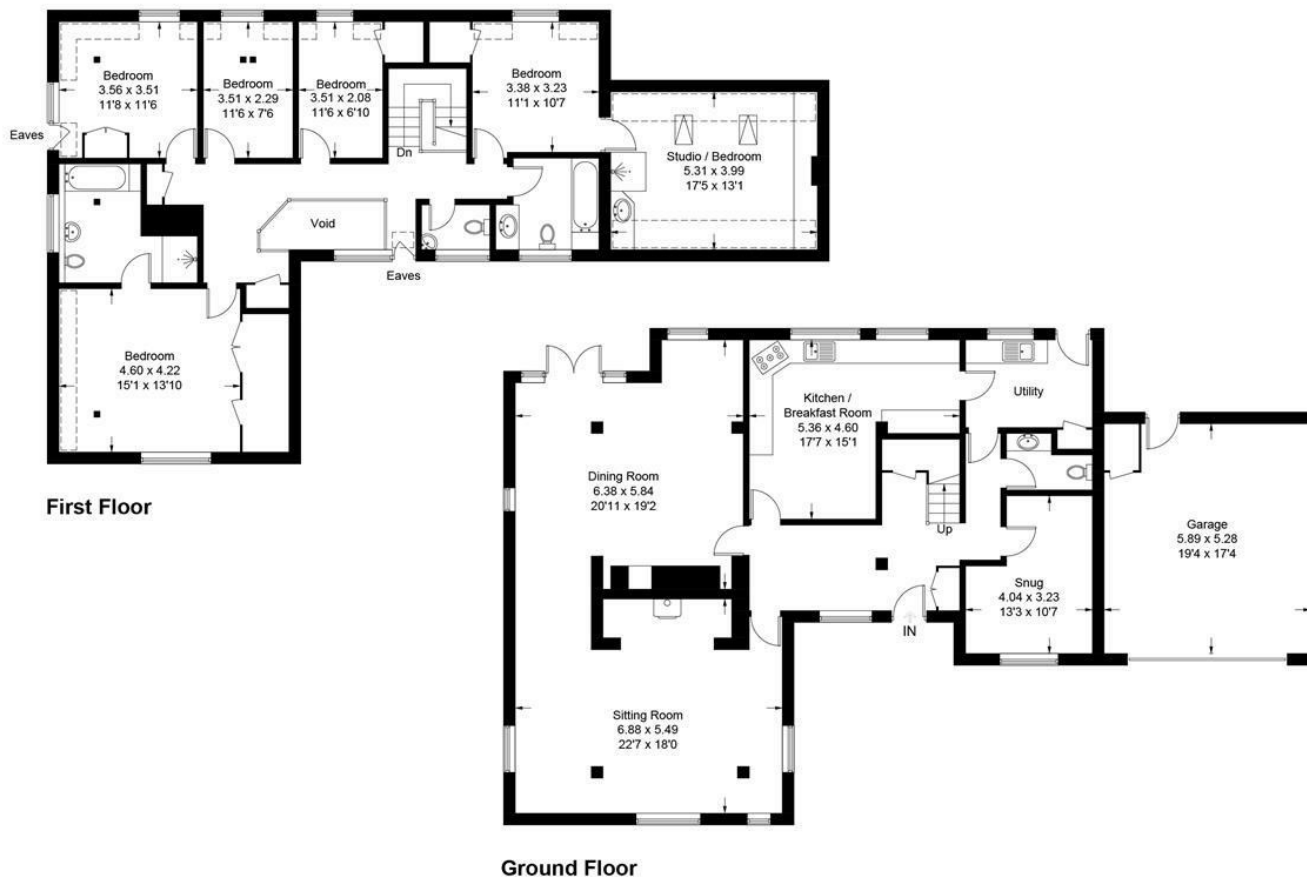 Bedroom
3.56 x 3.51
11'8 x 11'6
Bedroom
3.51 x 2.29
11'6 x 7'6
Bedroom
3.51 x 2.08
11'6 x 6'10
Bedroom
3.38 x 3.23
11'1 x 10'7
Eaves
Dn
Studio / Bedroom
5.31 x 3.99
17'5 x 13'1
Void
Eaves
Bedroom
4.60 x 4.22
15'1 x 13'10
First Floor
Kitchen /
Breakfast Room
5.36 x 4.60
17'7 x 15'1
Utility
Dining Room
6.38 x 5.84
20'11 x 19'2
Up
Garage
5.89 x 5.28
19'4 x 17'4
Snug
4.04 x 3.23
13'3 x 10'7
IN
Sitting Room
6.88 x 5.49
22'7 x 18'0
Ground Floor